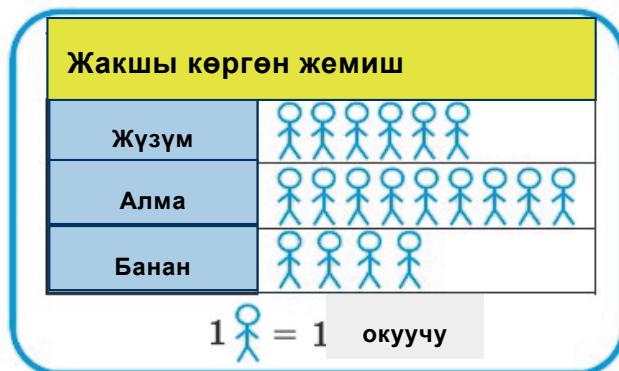 Жакшы көргөн жемиш
Жүзүм
Алма
Банан
1 = 1 окуучу